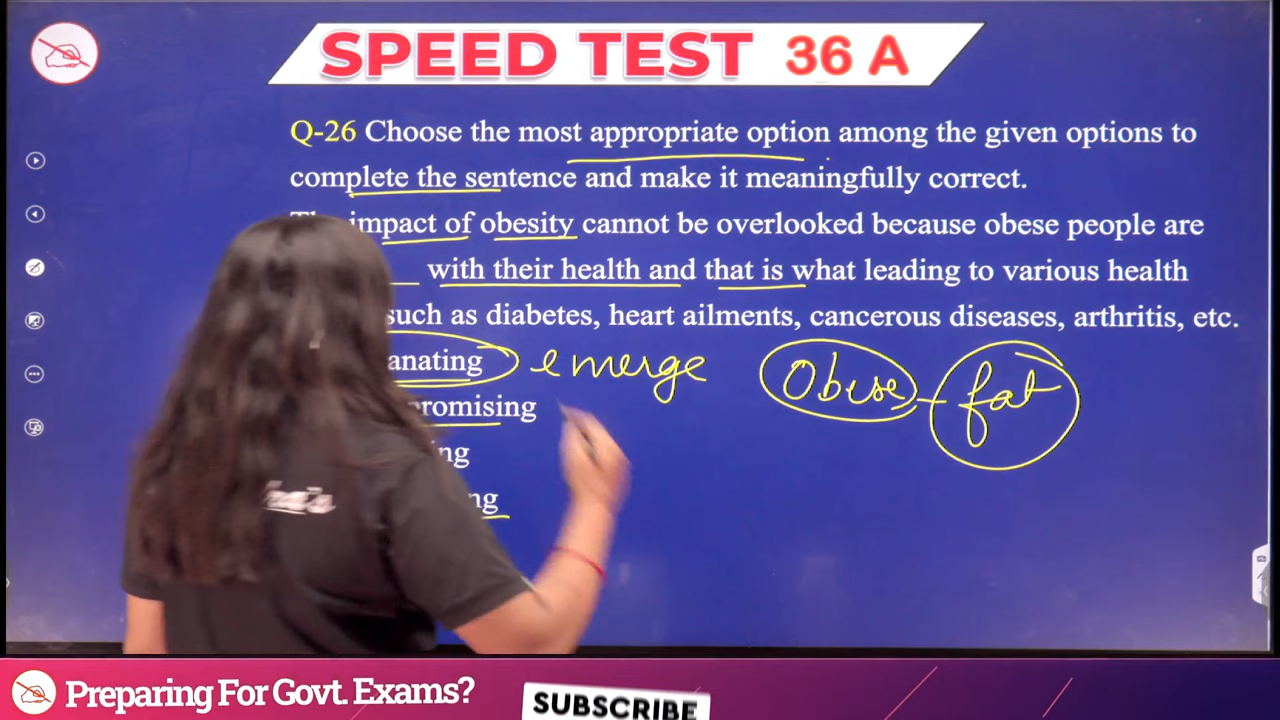 SPEED TEST 36 A
Q-26 Choose the most appropriate option among the given options to
complete the sentence and make it meaningfully correct.
impact of obesity cannot be overlooked because obese people are
__ with their health and that is what leading to various health
such as diabetes, heart ailments, cancerous diseases, arthritis, etc.
anating emerge Obese - fat
promising
ng
ng
Preparing For Govt. Exams?
SUBSCRIBE